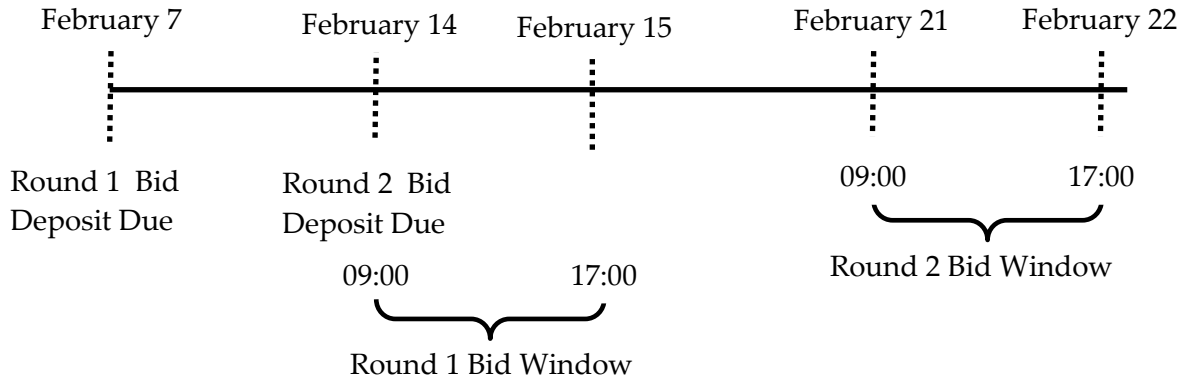 February 7
February 14
February 15
February 21
February 22
Round 1 Bid
Deposit Due
Round 2 Bid
Deposit Due
09:00
17:00
Round 2 Bid Window
09:00
17:00
Round 1 Bid Window